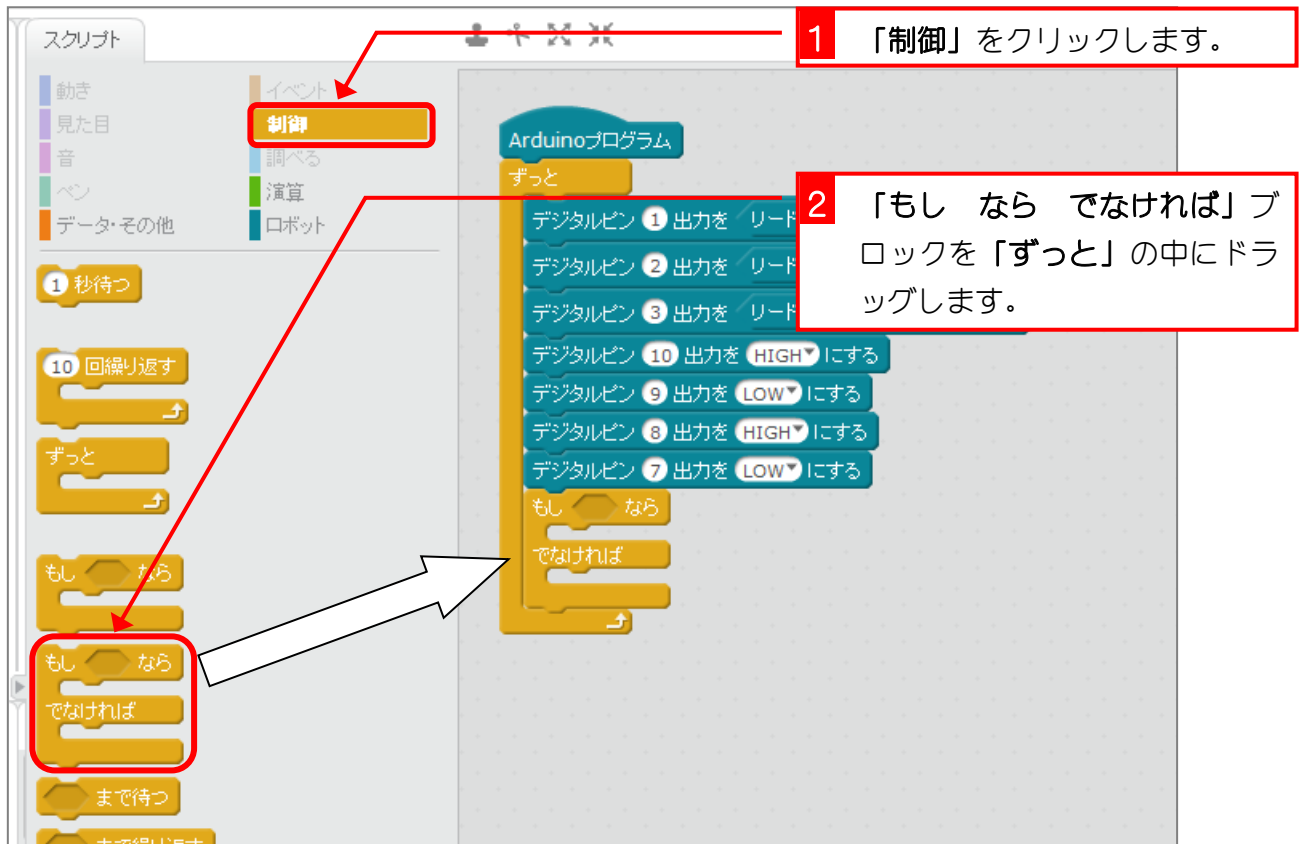 スクリプト
1 「制御」をクリックします。
動き
イベント
見た目
制御
音
調べる
ペン
演算
データ・その他
ロボット
1 秒待つ
10 回繰り返す
ずっと
もし なら
もし なら
でなければ
まで待つ
まで繰り返す
Arduinoプログラム
ずっと
デジタルピン 1 出力を リード
デジタルピン 2 出力を リード
デジタルピン 3 出力を リード
デジタルピン 10 出力を HIGH にする
デジタルピン 9 出力を LOW にする
デジタルピン 8 出力を HIGH にする
デジタルピン 7 出力を LOW にする
もし なら
でなければ
2 「もし なら でなければ」ブ
ロックを「ずっと」の中にドラ
ッグします。